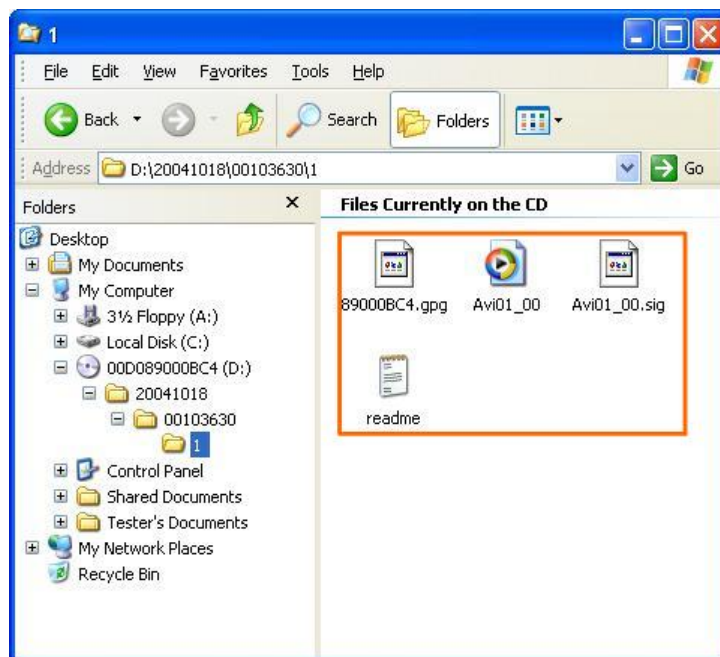 1
File Edit View Favorites Tools Help
Back Search Folders
Address D:\20041018\00103630\1 Go
Folders
Desktop
My Documents
My Computer
3½ Floppy (A:)
Local Disk (C:)
00D089000BC4 (D:)
20041018
00103630
1
Control Panel
Shared Documents
Tester's Documents
My Network Places
Recycle Bin
Files Currently on the CD
89000BC4.gpg Avi01_00 Avi01_00.sig
readme